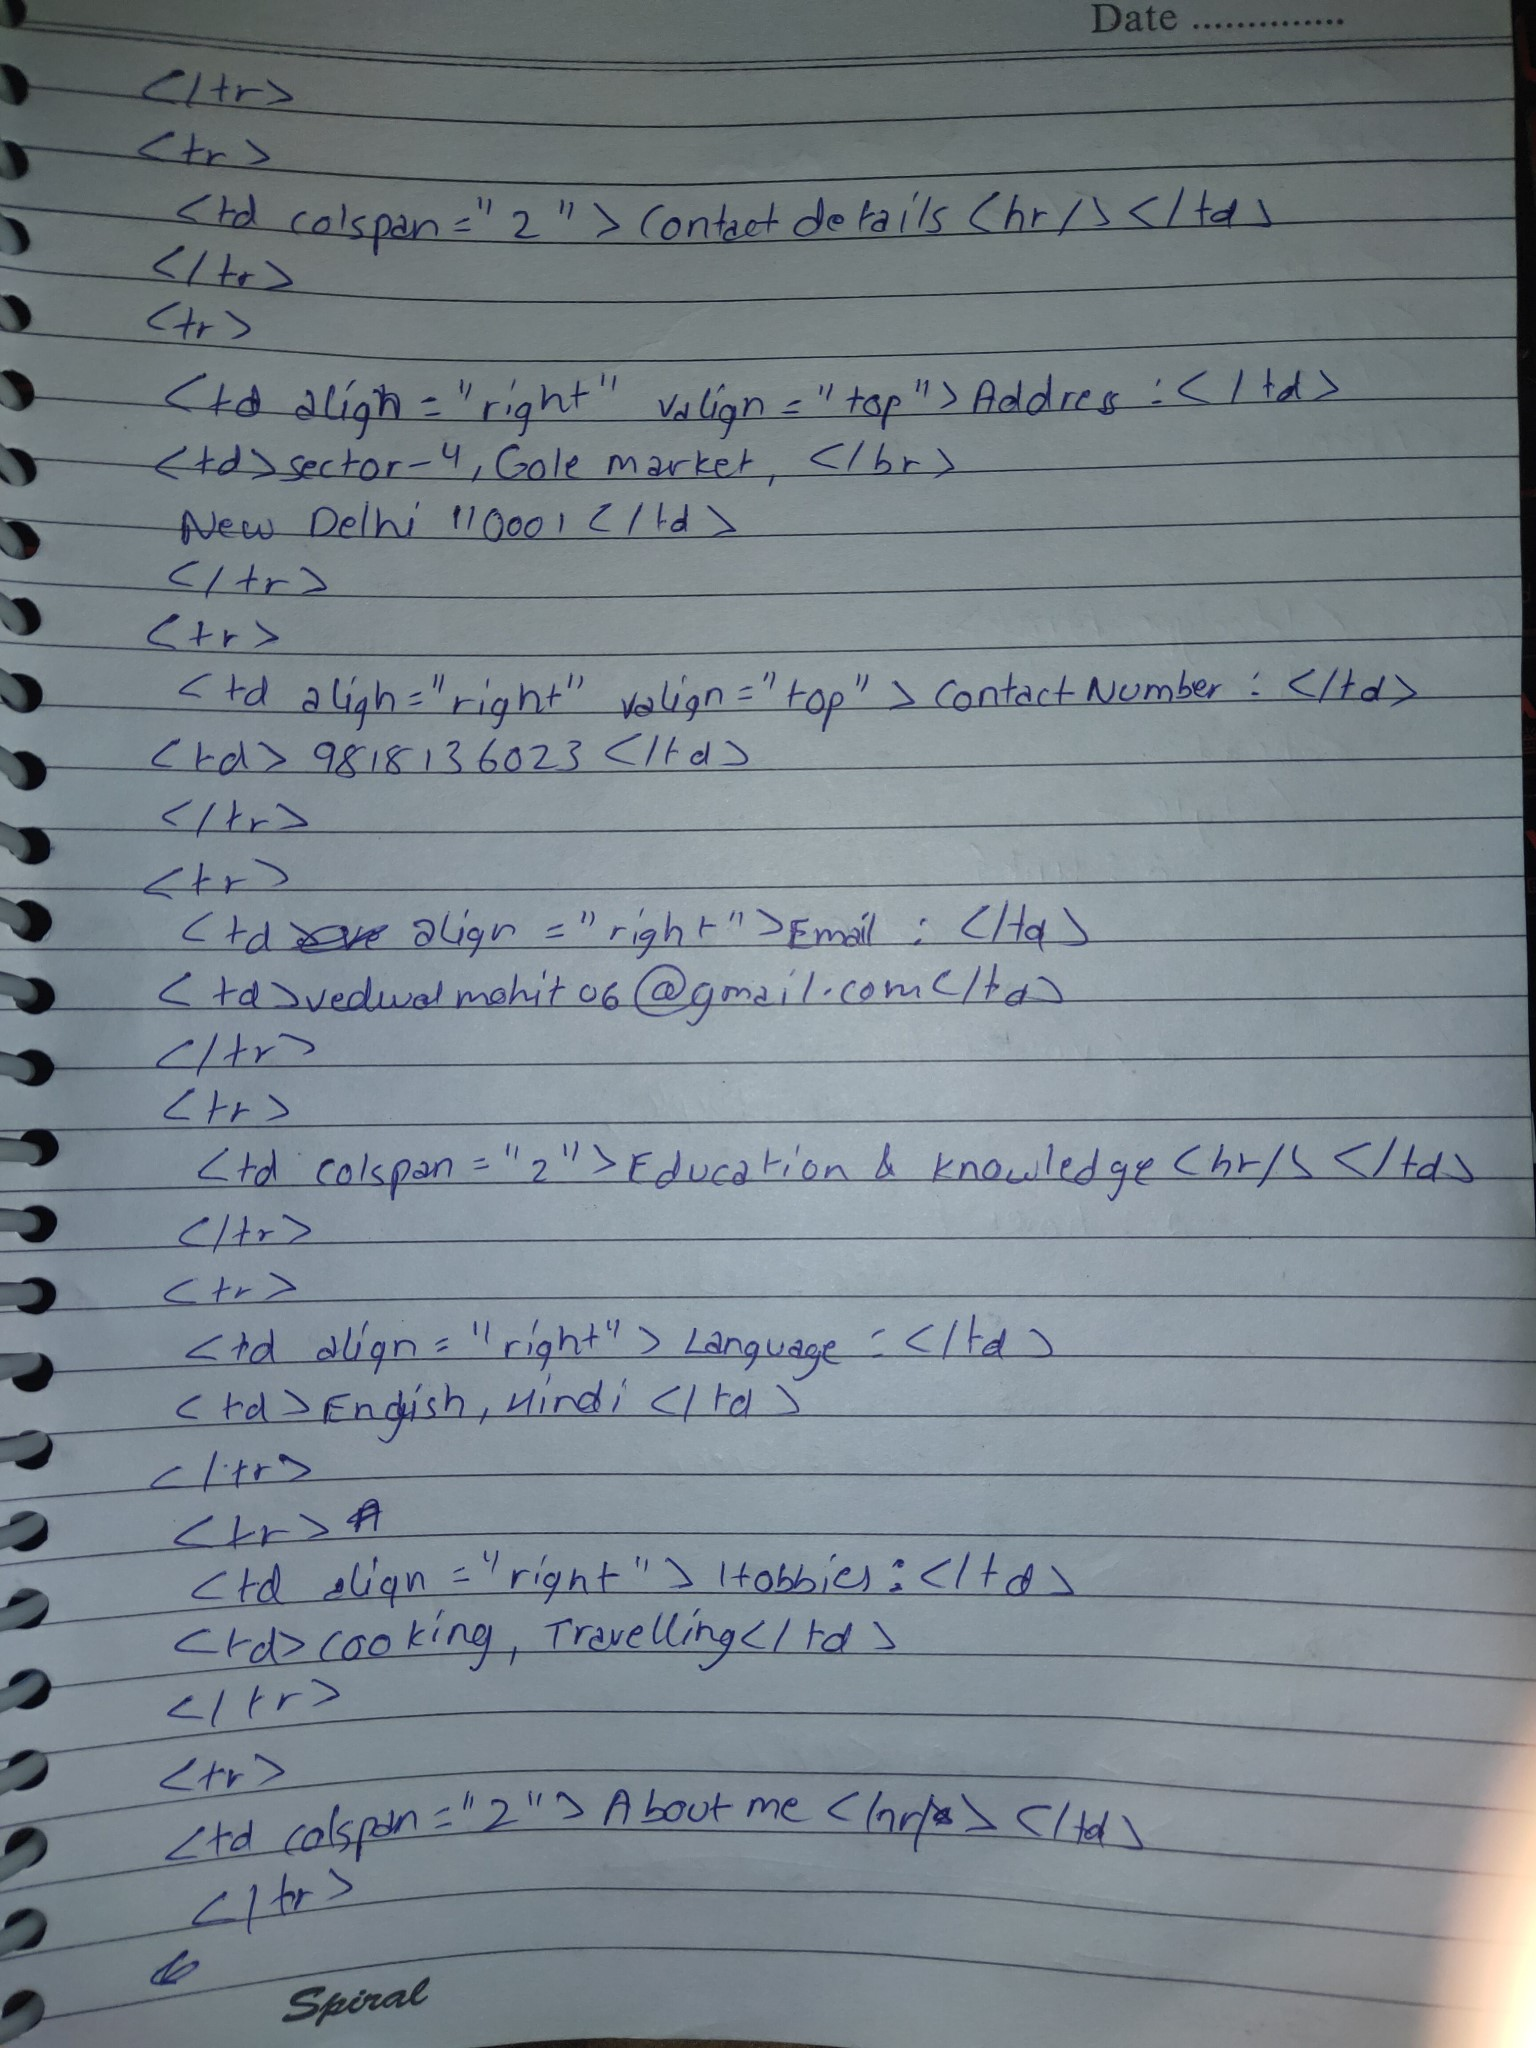 Date ..............
</tr>
<tr>
<td colspan="2">Contact details <hr/> </td>
</tr>
<tr>
<td align="right" valign="top">Address :</td>
<td>sector-4, Gole market, </br>
New Delhi 110001</td>
</tr>
<tr>
<td aligh="right" valign="top">Contact Number : </td>
<td> 9818136023 </td>
</tr>
<tr>
<td align="right">Email : </td>
<td>vedwalmohit06@gmail.com</td>
</tr>
<tr>
<td colspan="2">Education & knowledge <hr/> </td>
</tr>
<tr>
<td align="right"> Language :</td>
<td>Engish, Hindi </td>
</tr>
<tr>
<td align="right"> Hobbies:</td>
<td>cooking, Travelling</td>
</tr>
<tr>
<td colspan="2"> About me <hr/> </td>
</tr>
Spiral